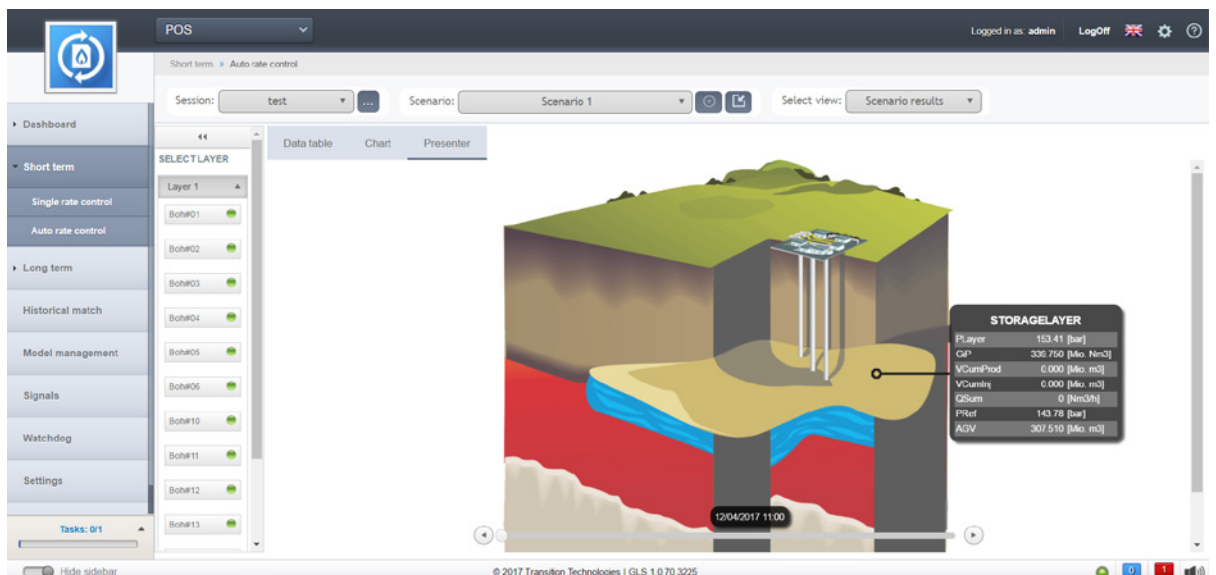 POS
Logged in as: admin
LogOff
Short term » Auto rate control
Session:
test
...
Scenario:
Scenario 1
Select view:
Scenario results
Dashboard
Short term
Single rate control
Auto rate control
Long term
Historical match
Model management
Signals
Watchdog
Settings
Tasks: 0/1
Hide sidebar
SELECT LAYER
Layer 1
Boh#01
Boh#02
Boh#03
Boh#04
Boh#05
Boh#06
Boh#10
Boh#11
Boh#12
Boh#13
Data table
Chart
Presenter
STORAGELAYER
PLayer 153.41 [bar]
GiP 339.750 [Mio. Nm3]
VCumProd 0.000 [Mio. m3]
VCumInj 0.000 [Mio. m3]
QSum 0 [Nm3/h]
PRef 143.78 [bar]
AGV 307.510 [Mio. m3]
12/04/2017 11:00
© 2017 Transition Technologies | GLS 1.0.70.3225
0
1